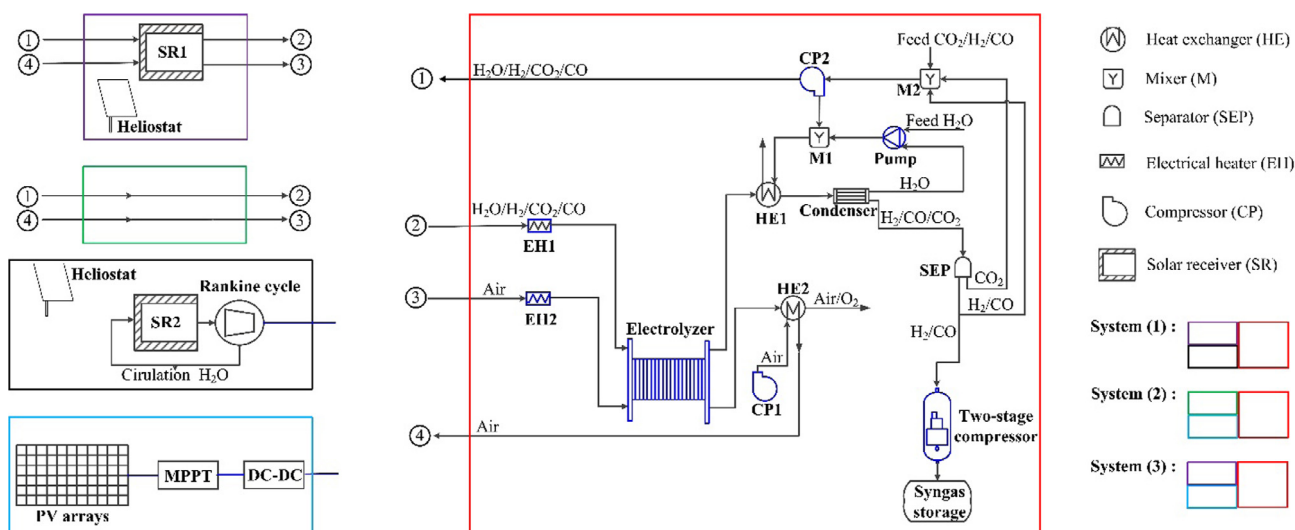 ①
④
SR1
②
③
Heliostat
①
④
②
③
Heliostat
Rankine cycle
SR2
Cirulation H₂O
PV arrays
MPPT
DC-DC
Feed CO₂/H₂/CO
①
H₂O/H₂/CO₂/CO
CP2
Y
M2
Feed H₂O
Y
M1
Pump
H₂O
HE1
Condenser
H₂/CO/CO₂
②
H₂O/H₂/CO₂/CO
EH1
SEP
CO₂
③
Air
EH2
HE2
Air/O₂
H₂/CO
Electrolyzer
H₂/CO
Air
CP1
④
Air
Two-stage
compressor
Syngas
storage
Heat exchanger (HE)
Y
Mixer (M)
Separator (SEP)
Electrical heater (EH)
Compressor (CP)
Solar receiver (SR)
System (1) :
System (2) :
System (3) :